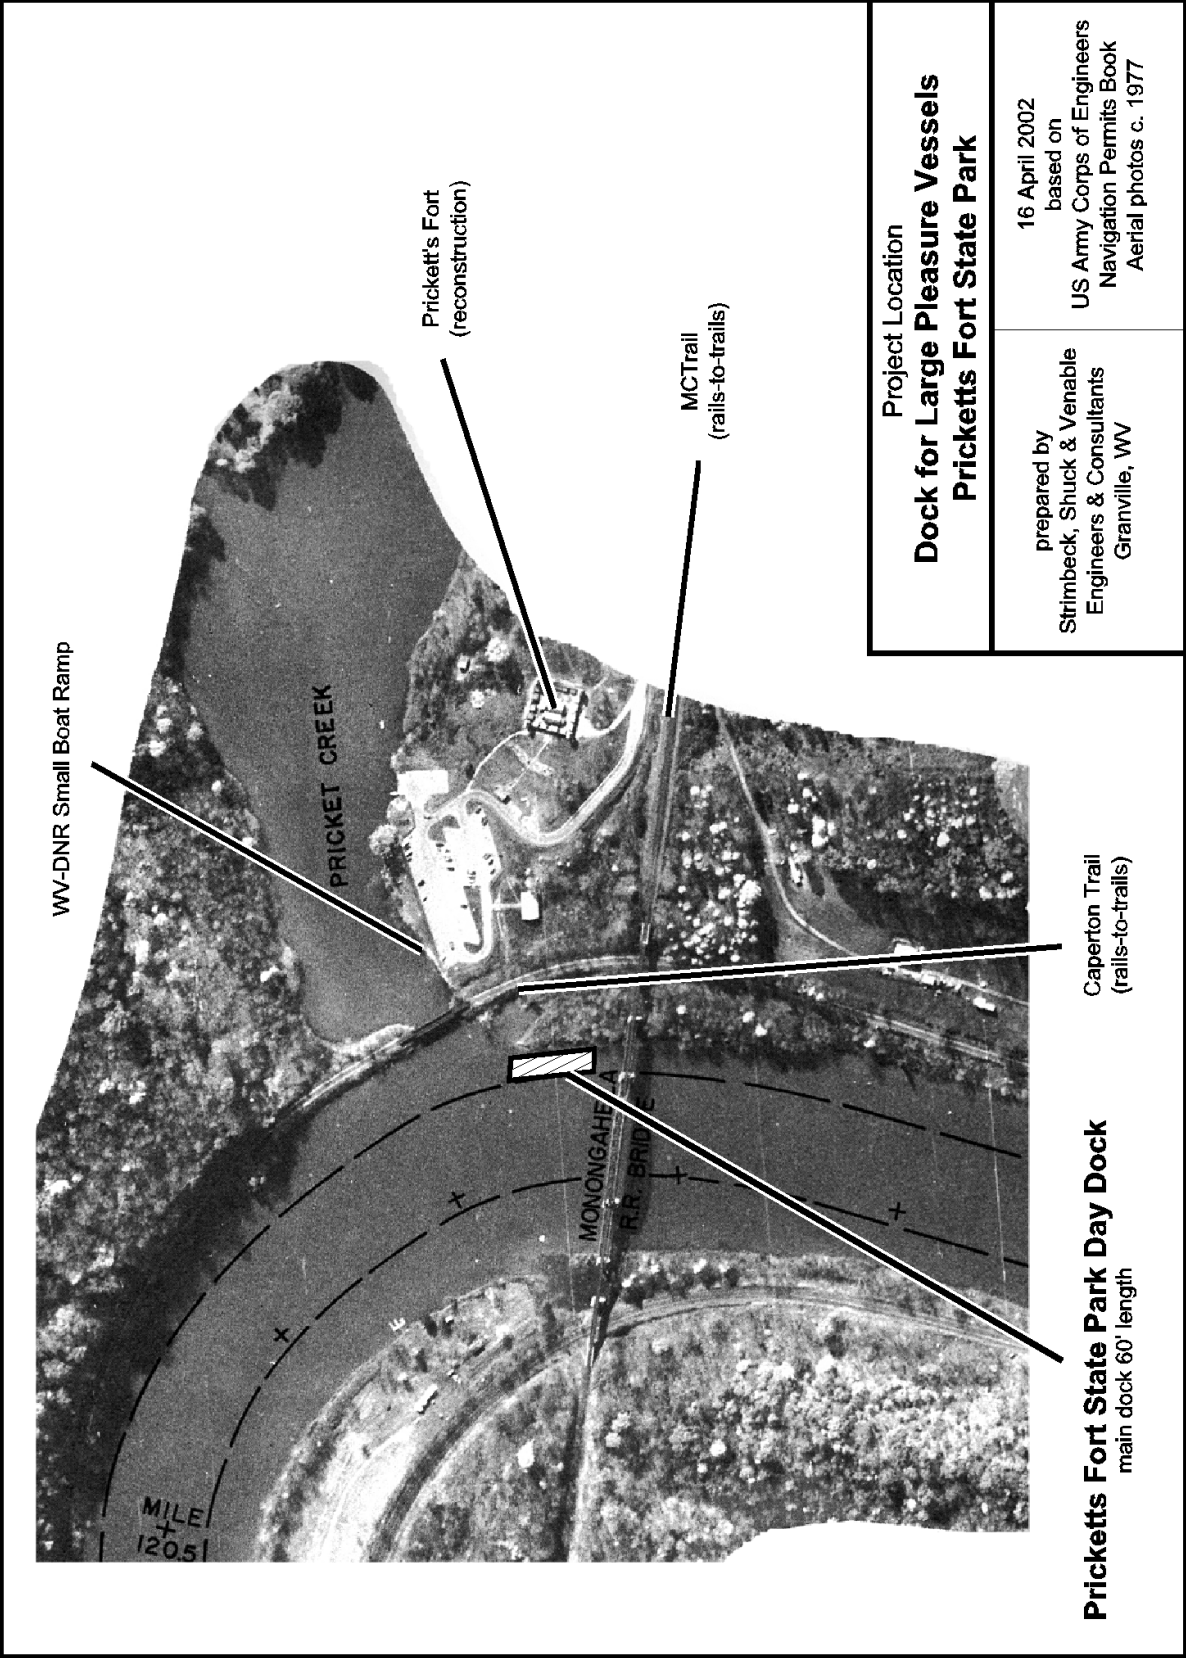 WV-DNR Small Boat Ramp
Prickett's Fort
(reconstruction)
MCTrail
(rails-to-trails)
PRICKET CREEK
MONONGAHELA
R.R. BRIDGE
MILE
120.5
Caperton Trail
(rails-to-trails)
Pricketts Fort State Park Day Dock
main dock 60' length
Project Location
Dock for Large Pleasure Vessels
Pricketts Fort State Park
prepared by
Strimbeck, Shuck & Venable
Engineers & Consultants
Granville, WV
16 April 2002
based on
US Army Corps of Engineers
Navigation Permits Book
Aerial photos c. 1977